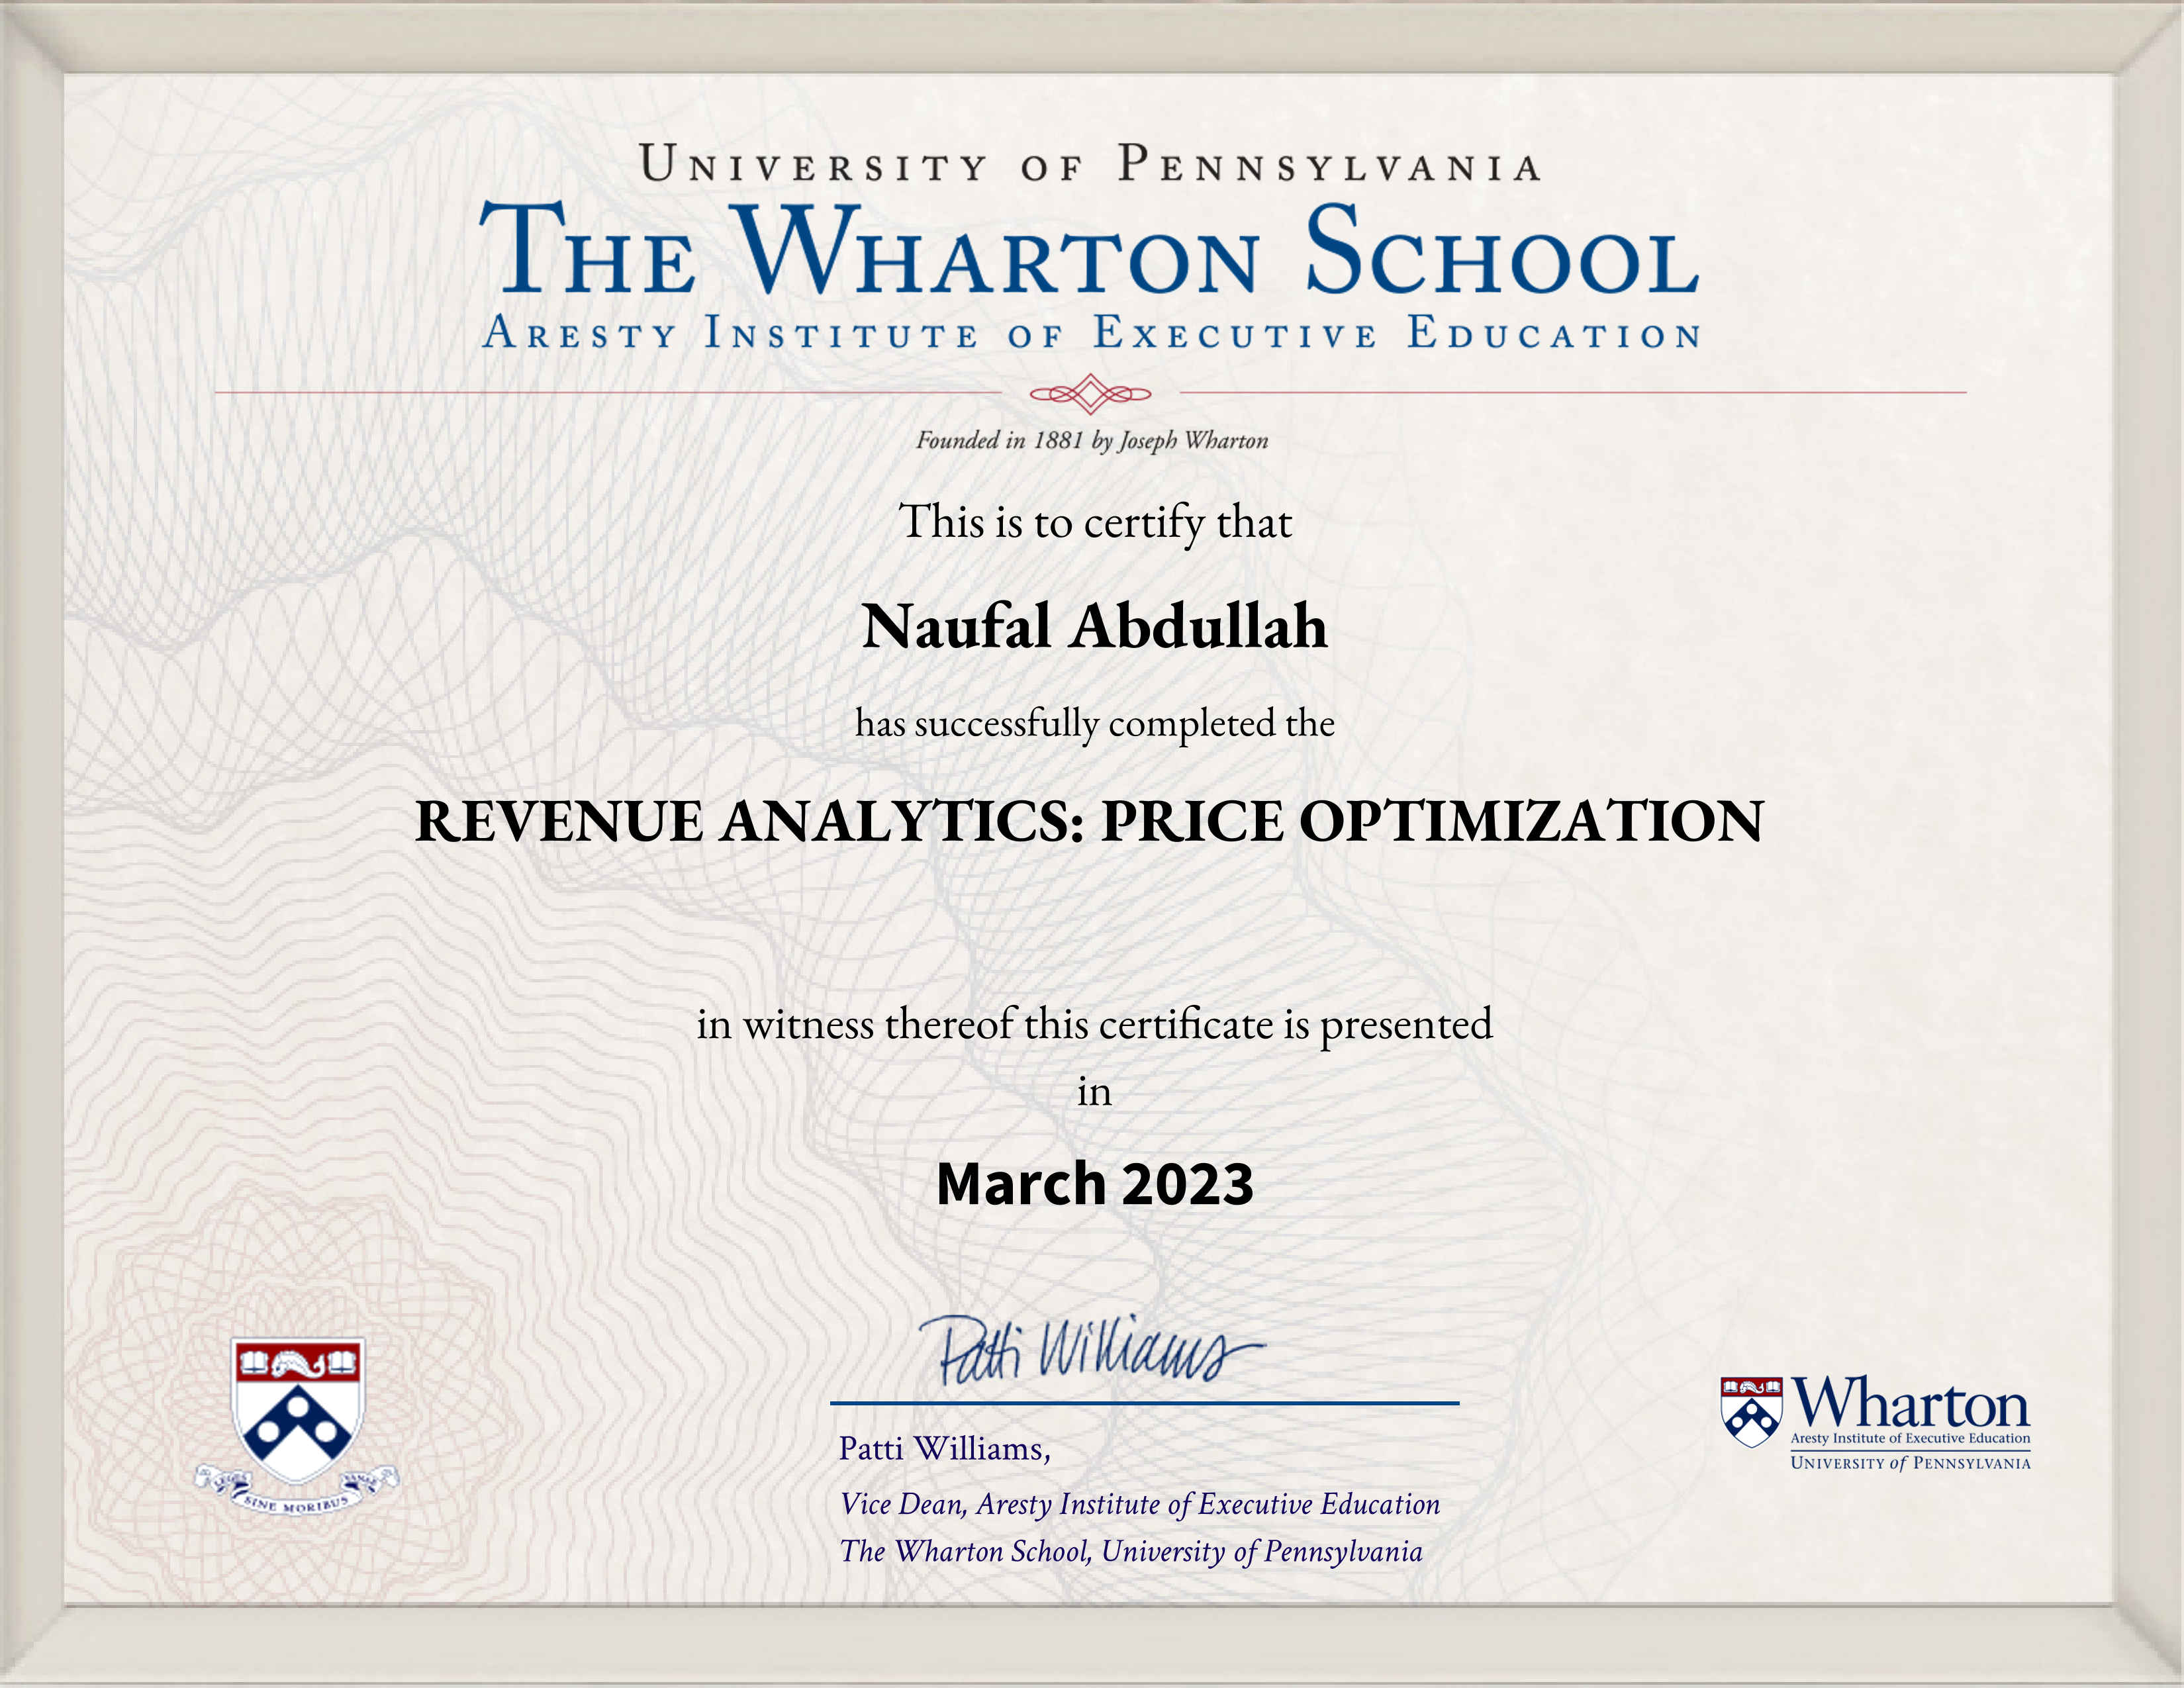 UNIVERSITY OF PENNSYLVANIA
THE WHARTON SCHOOL
ARESTY INSTITUTE OF EXECUTIVE EDUCATION
Founded in 1881 by Joseph Wharton
This is to certify that
Naufal Abdullah
has successfully completed the
REVENUE ANALYTICS: PRICE OPTIMIZATION
in witness thereof this certificate is presented
in
March 2023
Patti Williams
Patti Williams,
Vice Dean, Aresty Institute of Executive Education
The Wharton School, University of Pennsylvania
LEGES SINE MORIBUS VANAE
Wharton
Aresty Institute of Executive Education
UNIVERSITY of PENNSYLVANIA